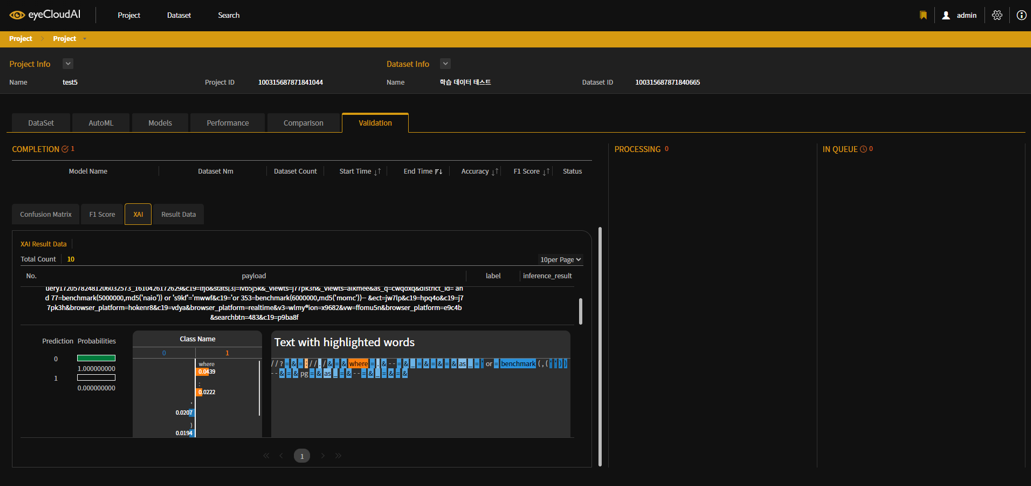 eyeCloudAI
Project Dataset Search
admin
Project Project
Project Info Dataset Info
Name test5 Project ID 100315687871841044 Name 학습 데이터 테스트 Dataset ID 100315687871840665
DataSet AutoML Models Performance Comparison Validation
COMPLETION 1 PROCESSING 0 IN QUEUE 0
Model Name Dataset Nm Dataset Count Start Time End Time Accuracy F1 Score Status
Confusion Matrix F1 Score XAI Result Data
XAI Result Data
Total Count 10 10per Page
No. payload label inference_result
nd 77=benchmark(5000000,md5('naio')) or 's9kf'='mwwf&c19='or 353=benchmark(6000000,md5('momc'))-- &ect=jw7lp&c19=hpq4o&c19=j7
7pk3h&browser_platform=hokenr8&c19=vdya&browser_platform=realtime&v3=wlmy*ion=x9682&vw=ffomu5n&browser_platform=e9c4b
&searchbtn=483&c19=p9ba8f
Prediction Probabilities
0
1.000000000
1
0.000000000
Class Name
0 1
where
0.0439
:
0.0222
,
0.0207
)
0.0194
Text with highlighted words
where or benchmark
pg
1